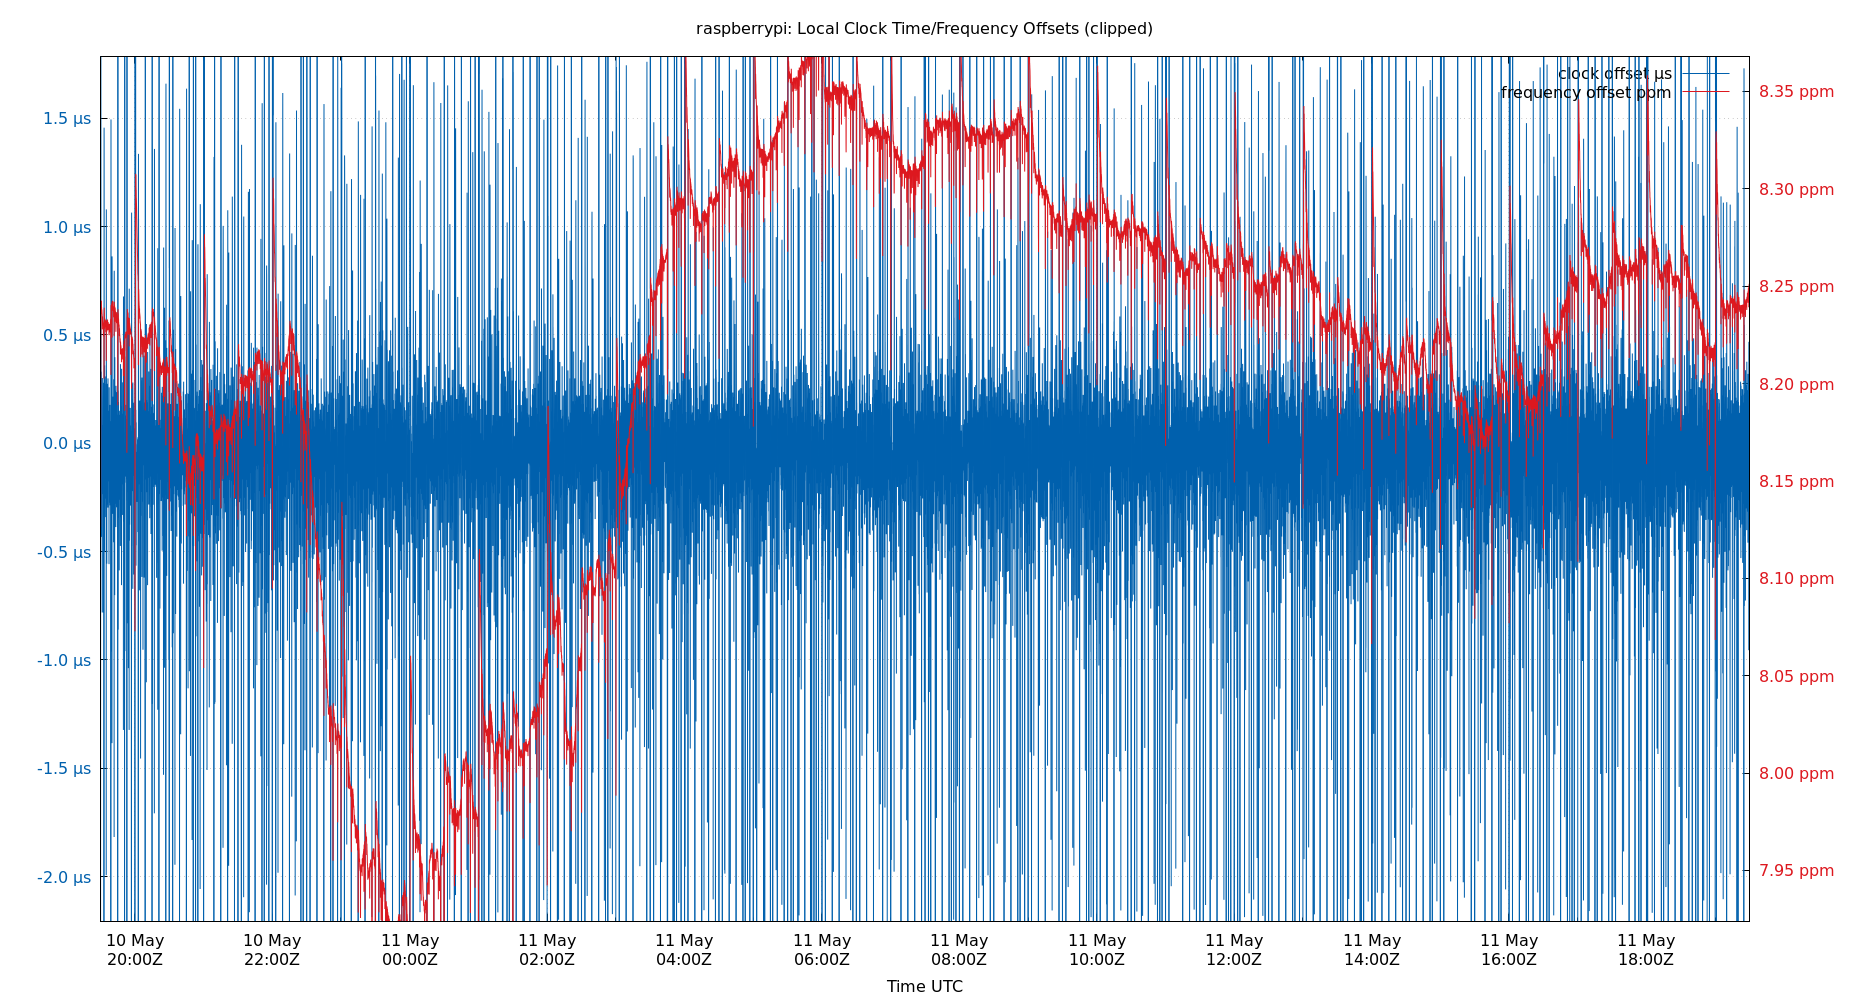 raspberrypi: Local Clock Time/Frequency Offsets (clipped)
clock offset µs
frequency offset ppm
1.5 µs
1.0 µs
0.5 µs
0.0 µs
-0.5 µs
-1.0 µs
-1.5 µs
-2.0 µs
8.35 ppm
8.30 ppm
8.25 ppm
8.20 ppm
8.15 ppm
8.10 ppm
8.05 ppm
8.00 ppm
7.95 ppm
10 May 10 May 11 May 11 May 11 May 11 May 11 May 11 May 11 May 11 May 11 May 11 May
20:00Z 22:00Z 00:00Z 02:00Z 04:00Z 06:00Z 08:00Z 10:00Z 12:00Z 14:00Z 16:00Z 18:00Z
Time UTC